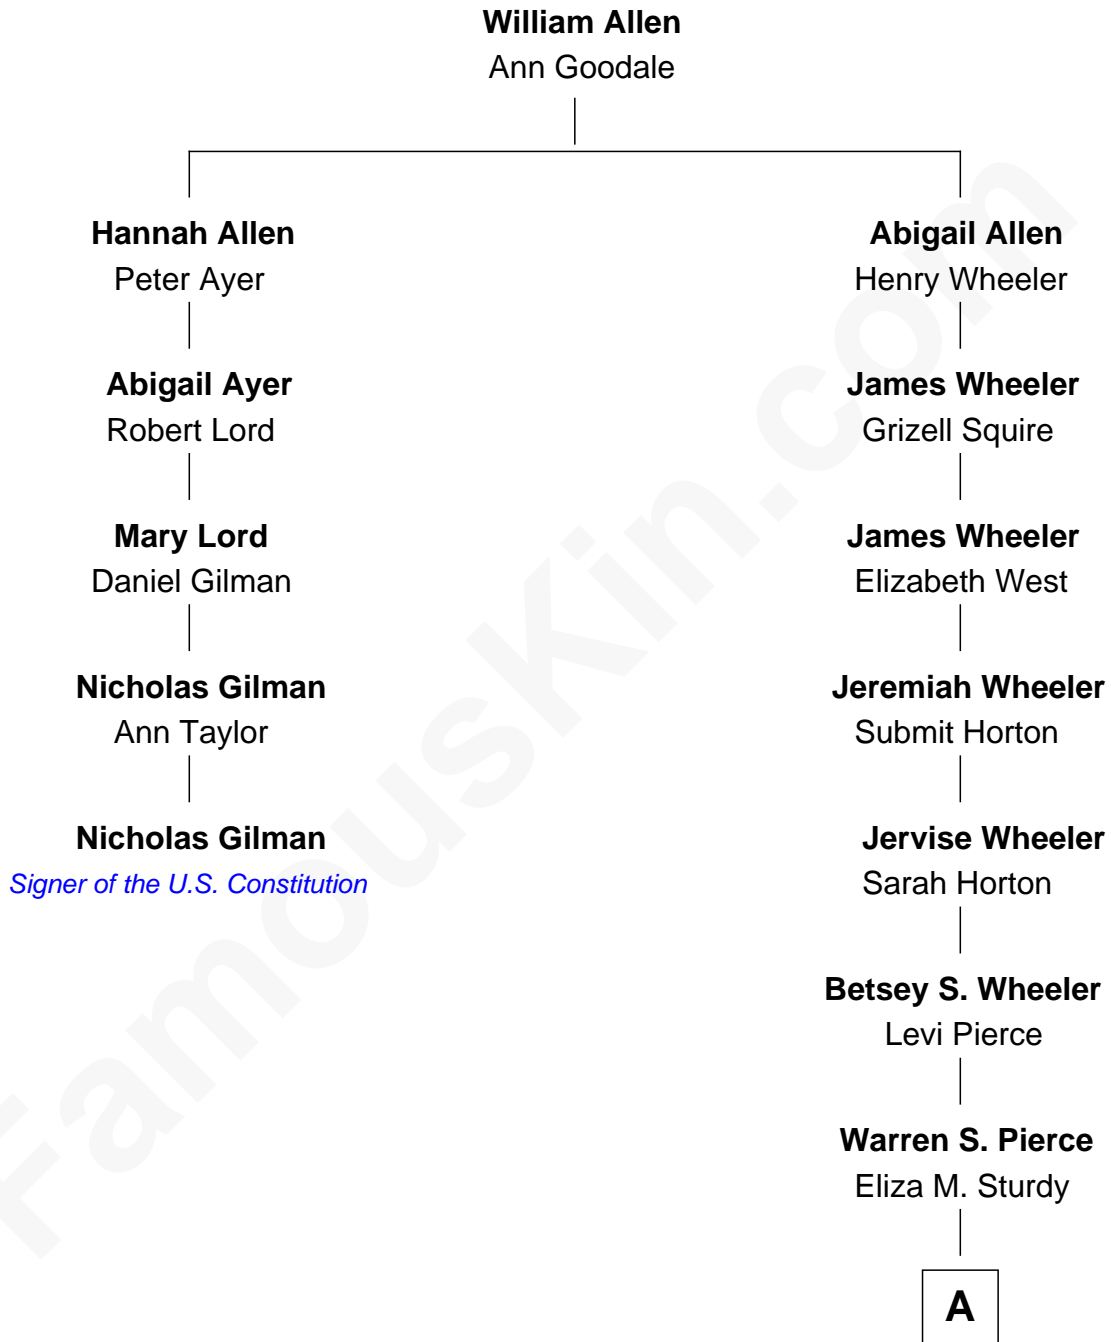 William Allen
Ann Goodale
Hannah Allen
Peter Ayer
Abigail Allen
Henry Wheeler
Abigail Ayer
Robert Lord
James Wheeler
Grizell Squire
Mary Lord
Daniel Gilman
James Wheeler
Elizabeth West
Nicholas Gilman
Ann Taylor
Jeremiah Wheeler
Submit Horton
Nicholas Gilman
Signer of the U.S. Constitution
Jervise Wheeler
Sarah Horton
Betsey S. Wheeler
Levi Pierce
Warren S. Pierce
Eliza M. Sturdy
A
FamousKin.com